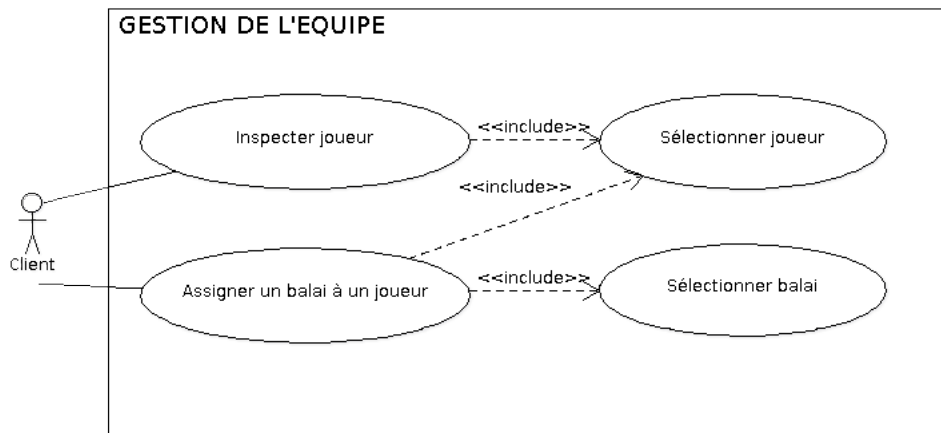 GESTION DE L'EQUIPE
Inspecter joueur
<<include>>
Sélectionner joueur
<<include>>
Client
Assigner un balai à un joueur
<<include>>
Sélectionner balai